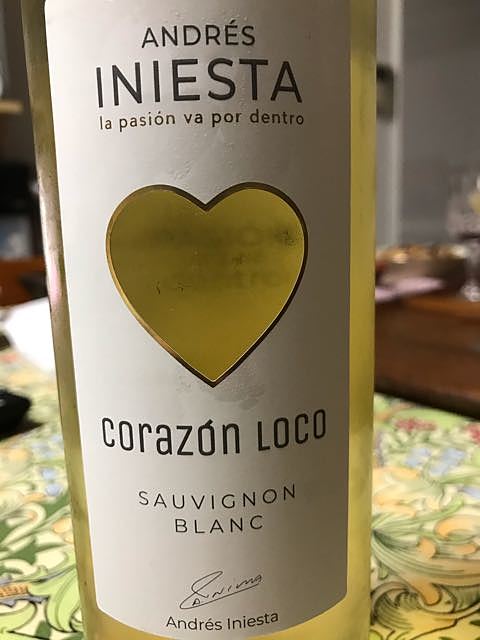 ANDRÉS
INIESTA
la pasión va por dentro
corazón Loco
SAUVIGNON
BLANC
Andrés Iniesta